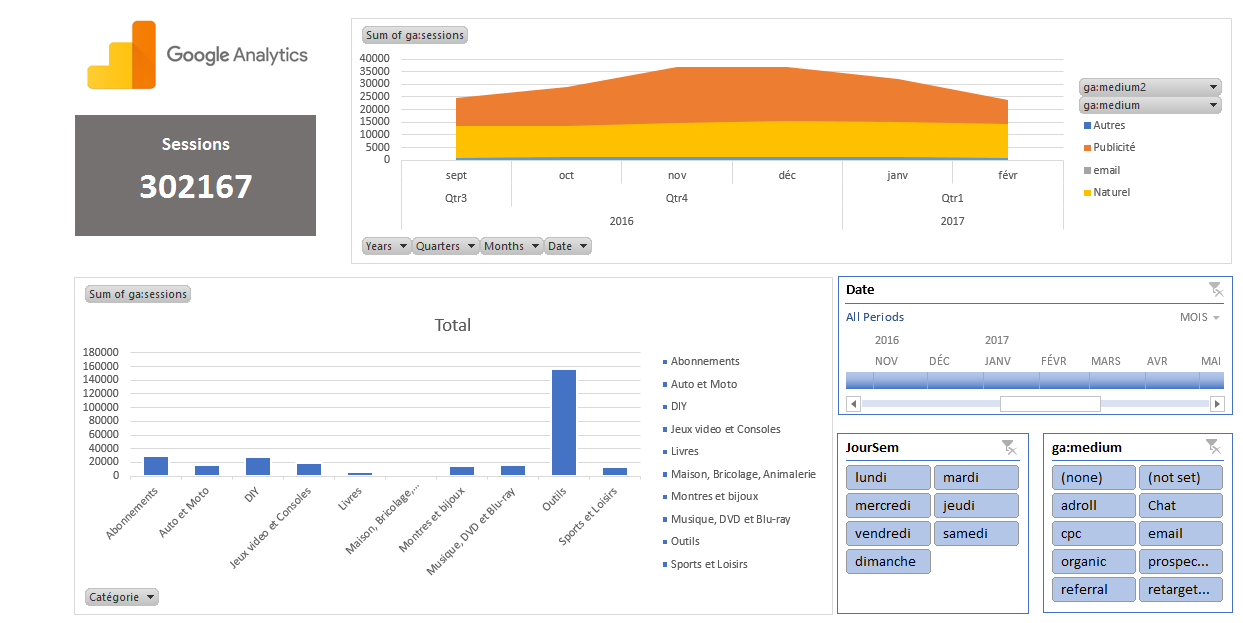 Google Analytics
Sessions
302167
Sum of ga:sessions
40000
35000
30000
25000
20000
15000
10000
5000
0
sept oct nov déc janv févr
Qtr3 Qtr4 Qtr1
2016 2017
Years Quarters Months Date
ga:medium2
ga:medium
Autres
Publicité
email
Naturel
Sum of ga:sessions
Total
180000
160000
140000
120000
100000
80000
60000
40000
20000
0
Abonnements
Auto et Moto
DIY
Jeux video et Consoles
Livres
Maison, Bricolage,...
Montres et bijoux
Musique, DVD et Blu-ray
Outils
Sports et Loisirs
Abonnements
Auto et Moto
DIY
Jeux video et Consoles
Livres
Maison, Bricolage, Animalerie
Montres et bijoux
Musique, DVD et Blu-ray
Outils
Sports et Loisirs
Catégorie
Date
All Periods MOIS
2016 2017
NOV DÉC JANV FÉVR MARS AVR MAI
JourSem
lundi mardi
mercredi jeudi
vendredi samedi
dimanche
ga:medium
(none) (not set)
adroll Chat
cpc email
organic prospec...
referral retarget...